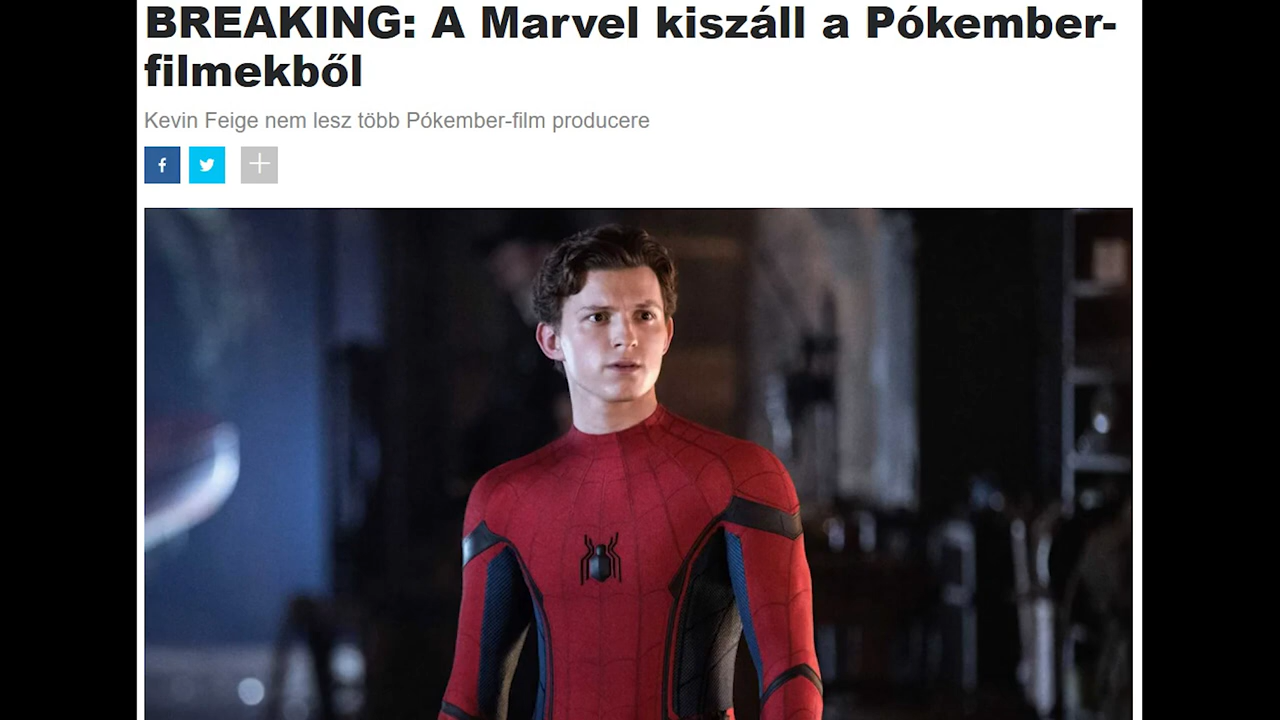 BREAKING: A Marvel kiszáll a Pókember-
filmekből
Kevin Feige nem lesz több Pókember-film producere